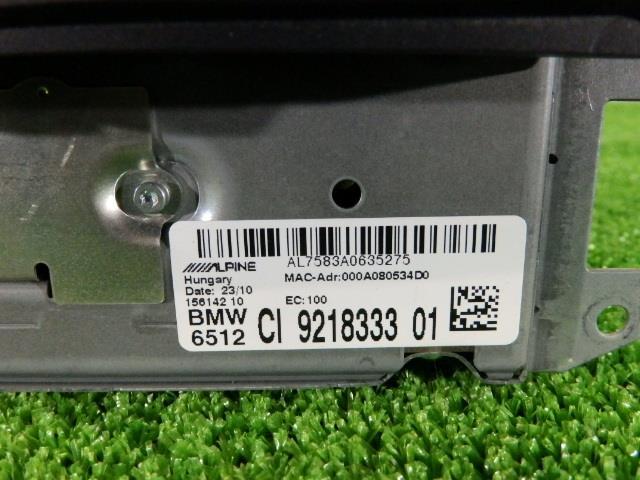 AL7583A0635275
ALPINE
MAC-Adr:000A080534D0
Hungary
Date: 23/10
156142 10
EC:100
BMW
6512
CI 9218333 01